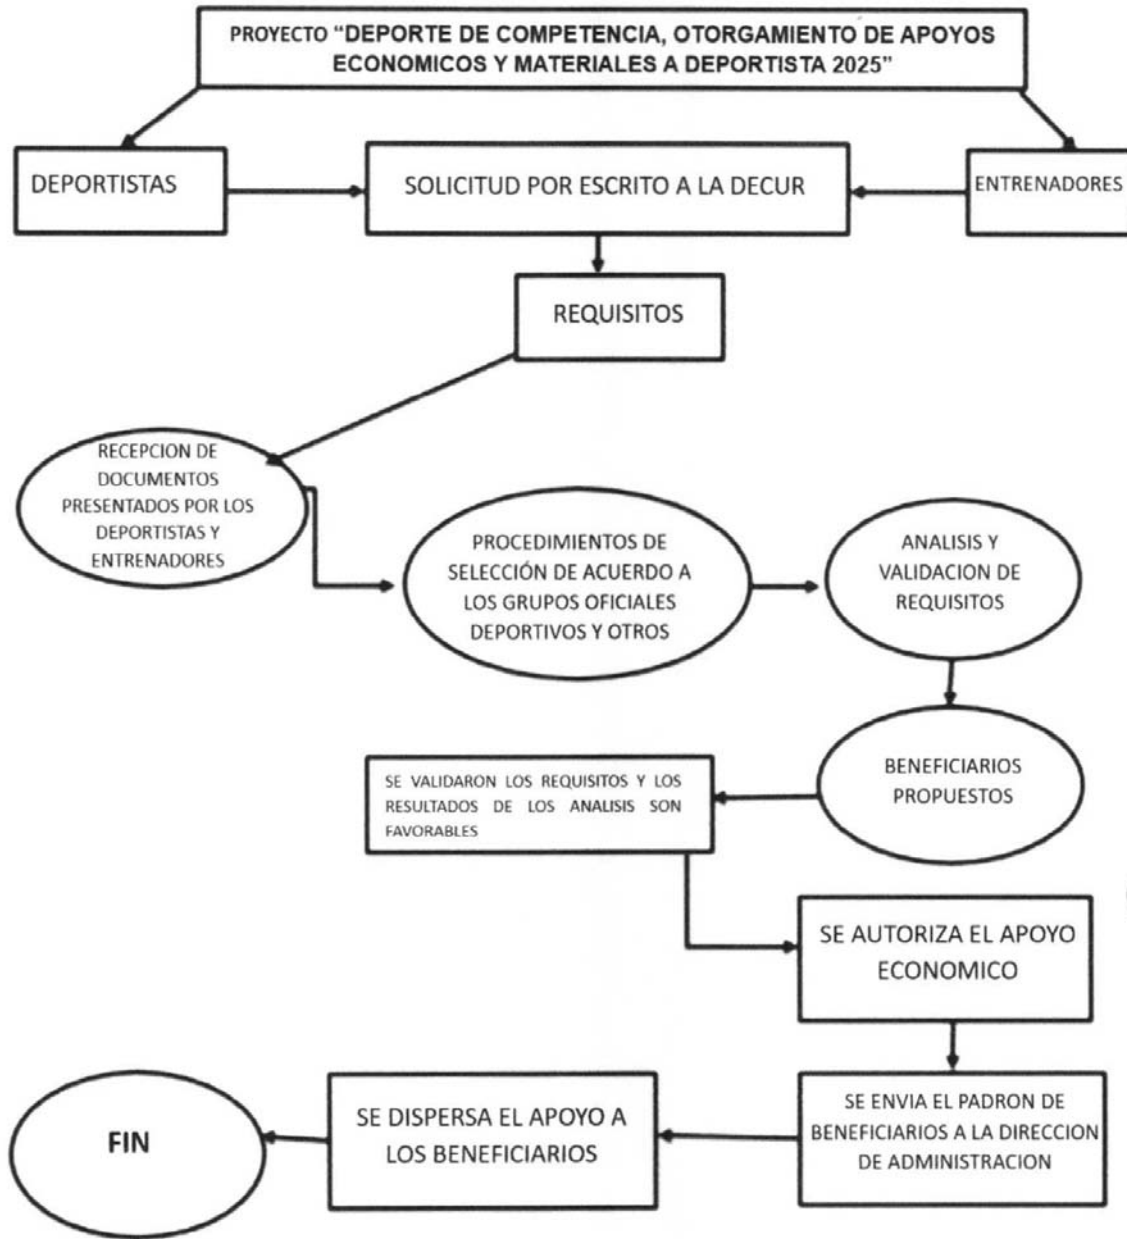 PROYECTO “DEPORTE DE COMPETENCIA, OTORGAMIENTO DE APOYOS
ECONOMICOS Y MATERIALES A DEPORTISTA 2025”
DEPORTISTAS
SOLICITUD POR ESCRITO A LA DECUR
ENTRENADORES
REQUISITOS
RECEPCION DE
DOCUMENTOS
PRESENTADOS POR LOS
DEPORTISTAS Y
ENTRENADORES
PROCEDIMIENTOS DE
SELECCIÓN DE ACUERDO A
LOS GRUPOS OFICIALES
DEPORTIVOS Y OTROS
ANALISIS Y
VALIDACION DE
REQUISITOS
BENEFICIARIOS
PROPUESTOS
SE VALIDARON LOS REQUISITOS Y LOS
RESULTADOS DE LOS ANALISIS SON
FAVORABLES
SE AUTORIZA EL APOYO
ECONOMICO
SE ENVIA EL PADRON DE
BENEFICIARIOS A LA DIRECCION
DE ADMINISTRACION
SE DISPERSA EL APOYO A
LOS BENEFICIARIOS
FIN